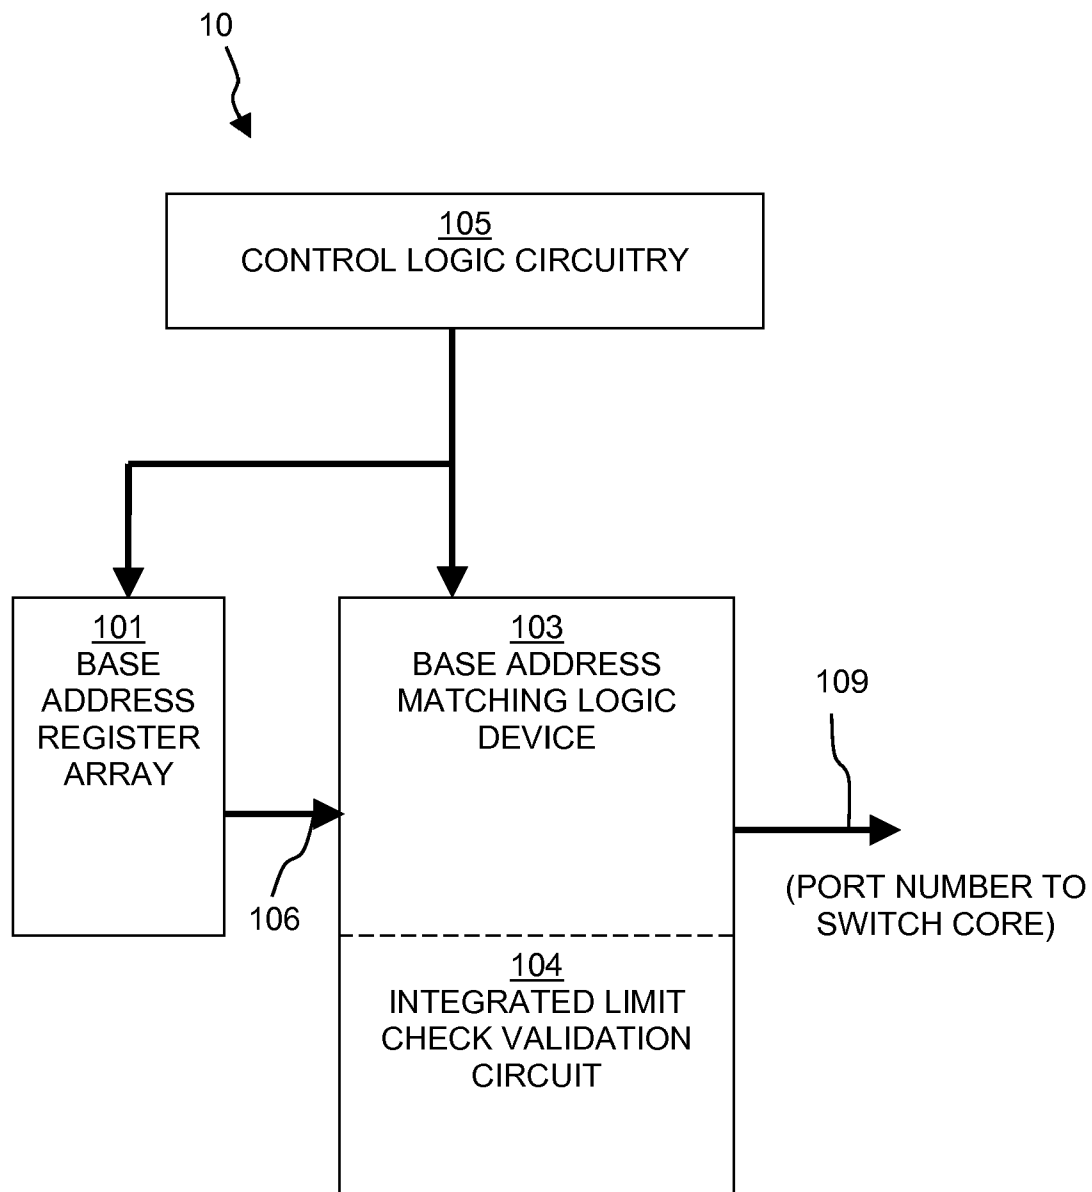 10
105
CONTROL LOGIC CIRCUITRY
101
BASE
ADDRESS
REGISTER
ARRAY
103
BASE ADDRESS
MATCHING LOGIC
DEVICE
109
106
(PORT NUMBER TO
SWITCH CORE)
104
INTEGRATED LIMIT
CHECK VALIDATION
CIRCUIT